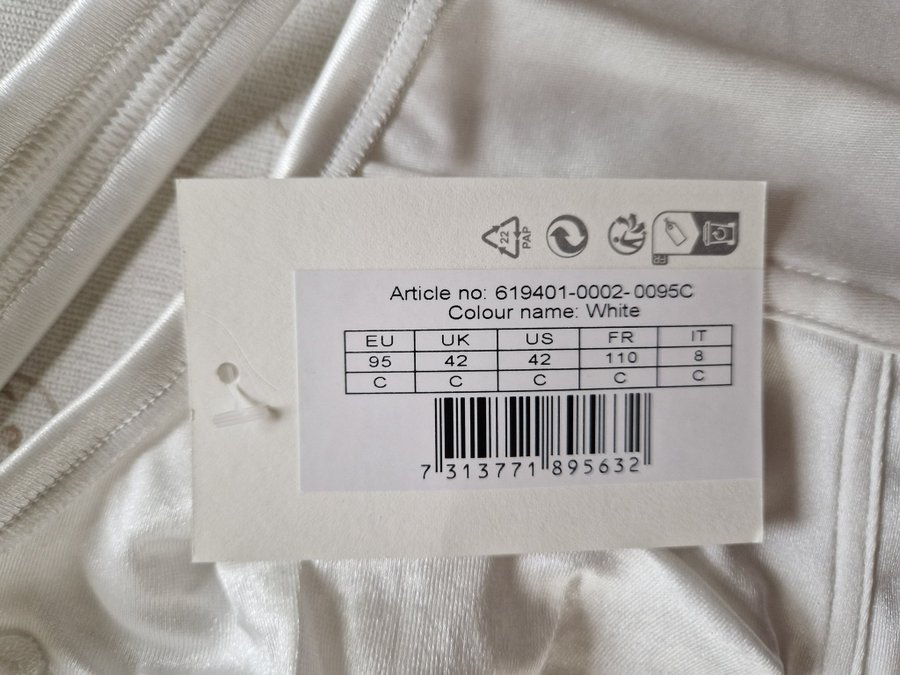 22
PAP
FR
Article no: 619401-0002-0095C
Colour name: White
EU UK US FR IT
95 42 42 110 8
C C C C C
7 313771 895632